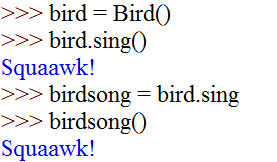 >>> bird = Bird()
>>> bird.sing()
Squaawk!
>>> birdsong = bird.sing
>>> birdsong()
Squaawk!